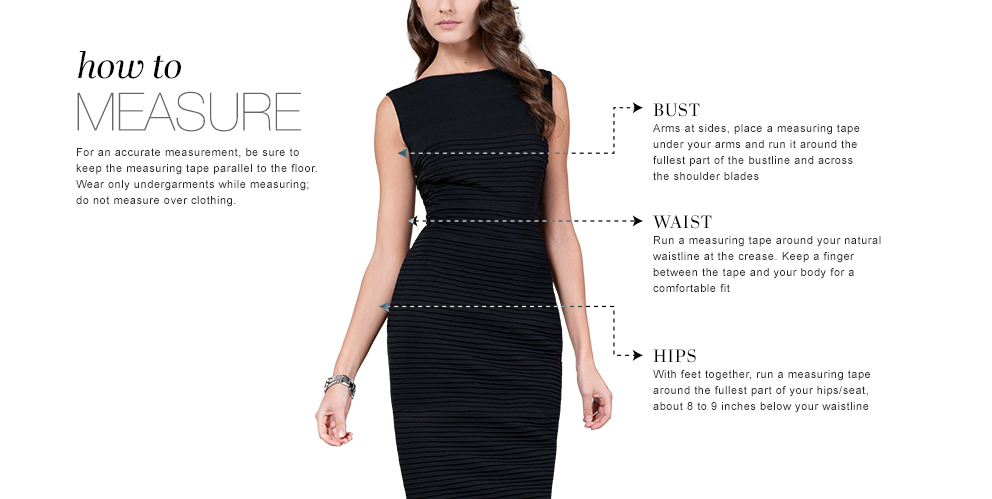 how to
MEASURE
For an accurate measurement, be sure to
keep the measuring tape parallel to the floor.
Wear only undergarments while measuring;
do not measure over clothing.
BUST
Arms at sides, place a measuring tape
under your arms and run it around the
fullest part of the bustline and across
the shoulder blades
WAIST
Run a measuring tape around your natural
waistline at the crease. Keep a finger
between the tape and your body for a
comfortable fit
HIPS
With feet together, run a measuring tape
around the fullest part of your hips/seat,
about 8 to 9 inches below your waistline